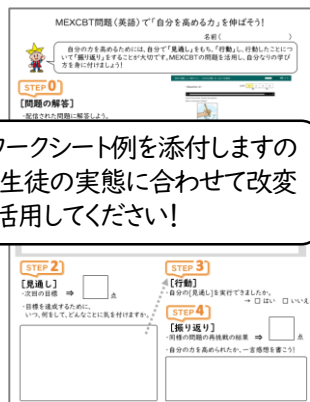 MEXCBT問題(英語)で「自分を高める力」を伸ばそう!
名前( )
自分の力を高めるためには、自分で「見通し」をもち、「行動」し、行動したことにつ
いて「振り返り」をすることが大切です。MEXCBTの問題を活用し、自分なりの学び
方を身に付けましょう!
STEP 0
[問題の解答]
・配信された問題に解答しよう。
ワークシート例を添付しますの
生徒の実態に合わせて改変
活用してください!
STEP 2
[見通し]
・次回の目標 ⇒ 点
・目標を達成するために、
いつ、何をして、どんなことに気を付けますか。
STEP 3
[行動]
・自分の[見通し]を実行できましたか。
→ □ はい □ いいえ
STEP 4
[振り返り]
・同様の問題の再挑戦の結果 ⇒ 点
・自分の力を高められたか、一言感想を書こう!